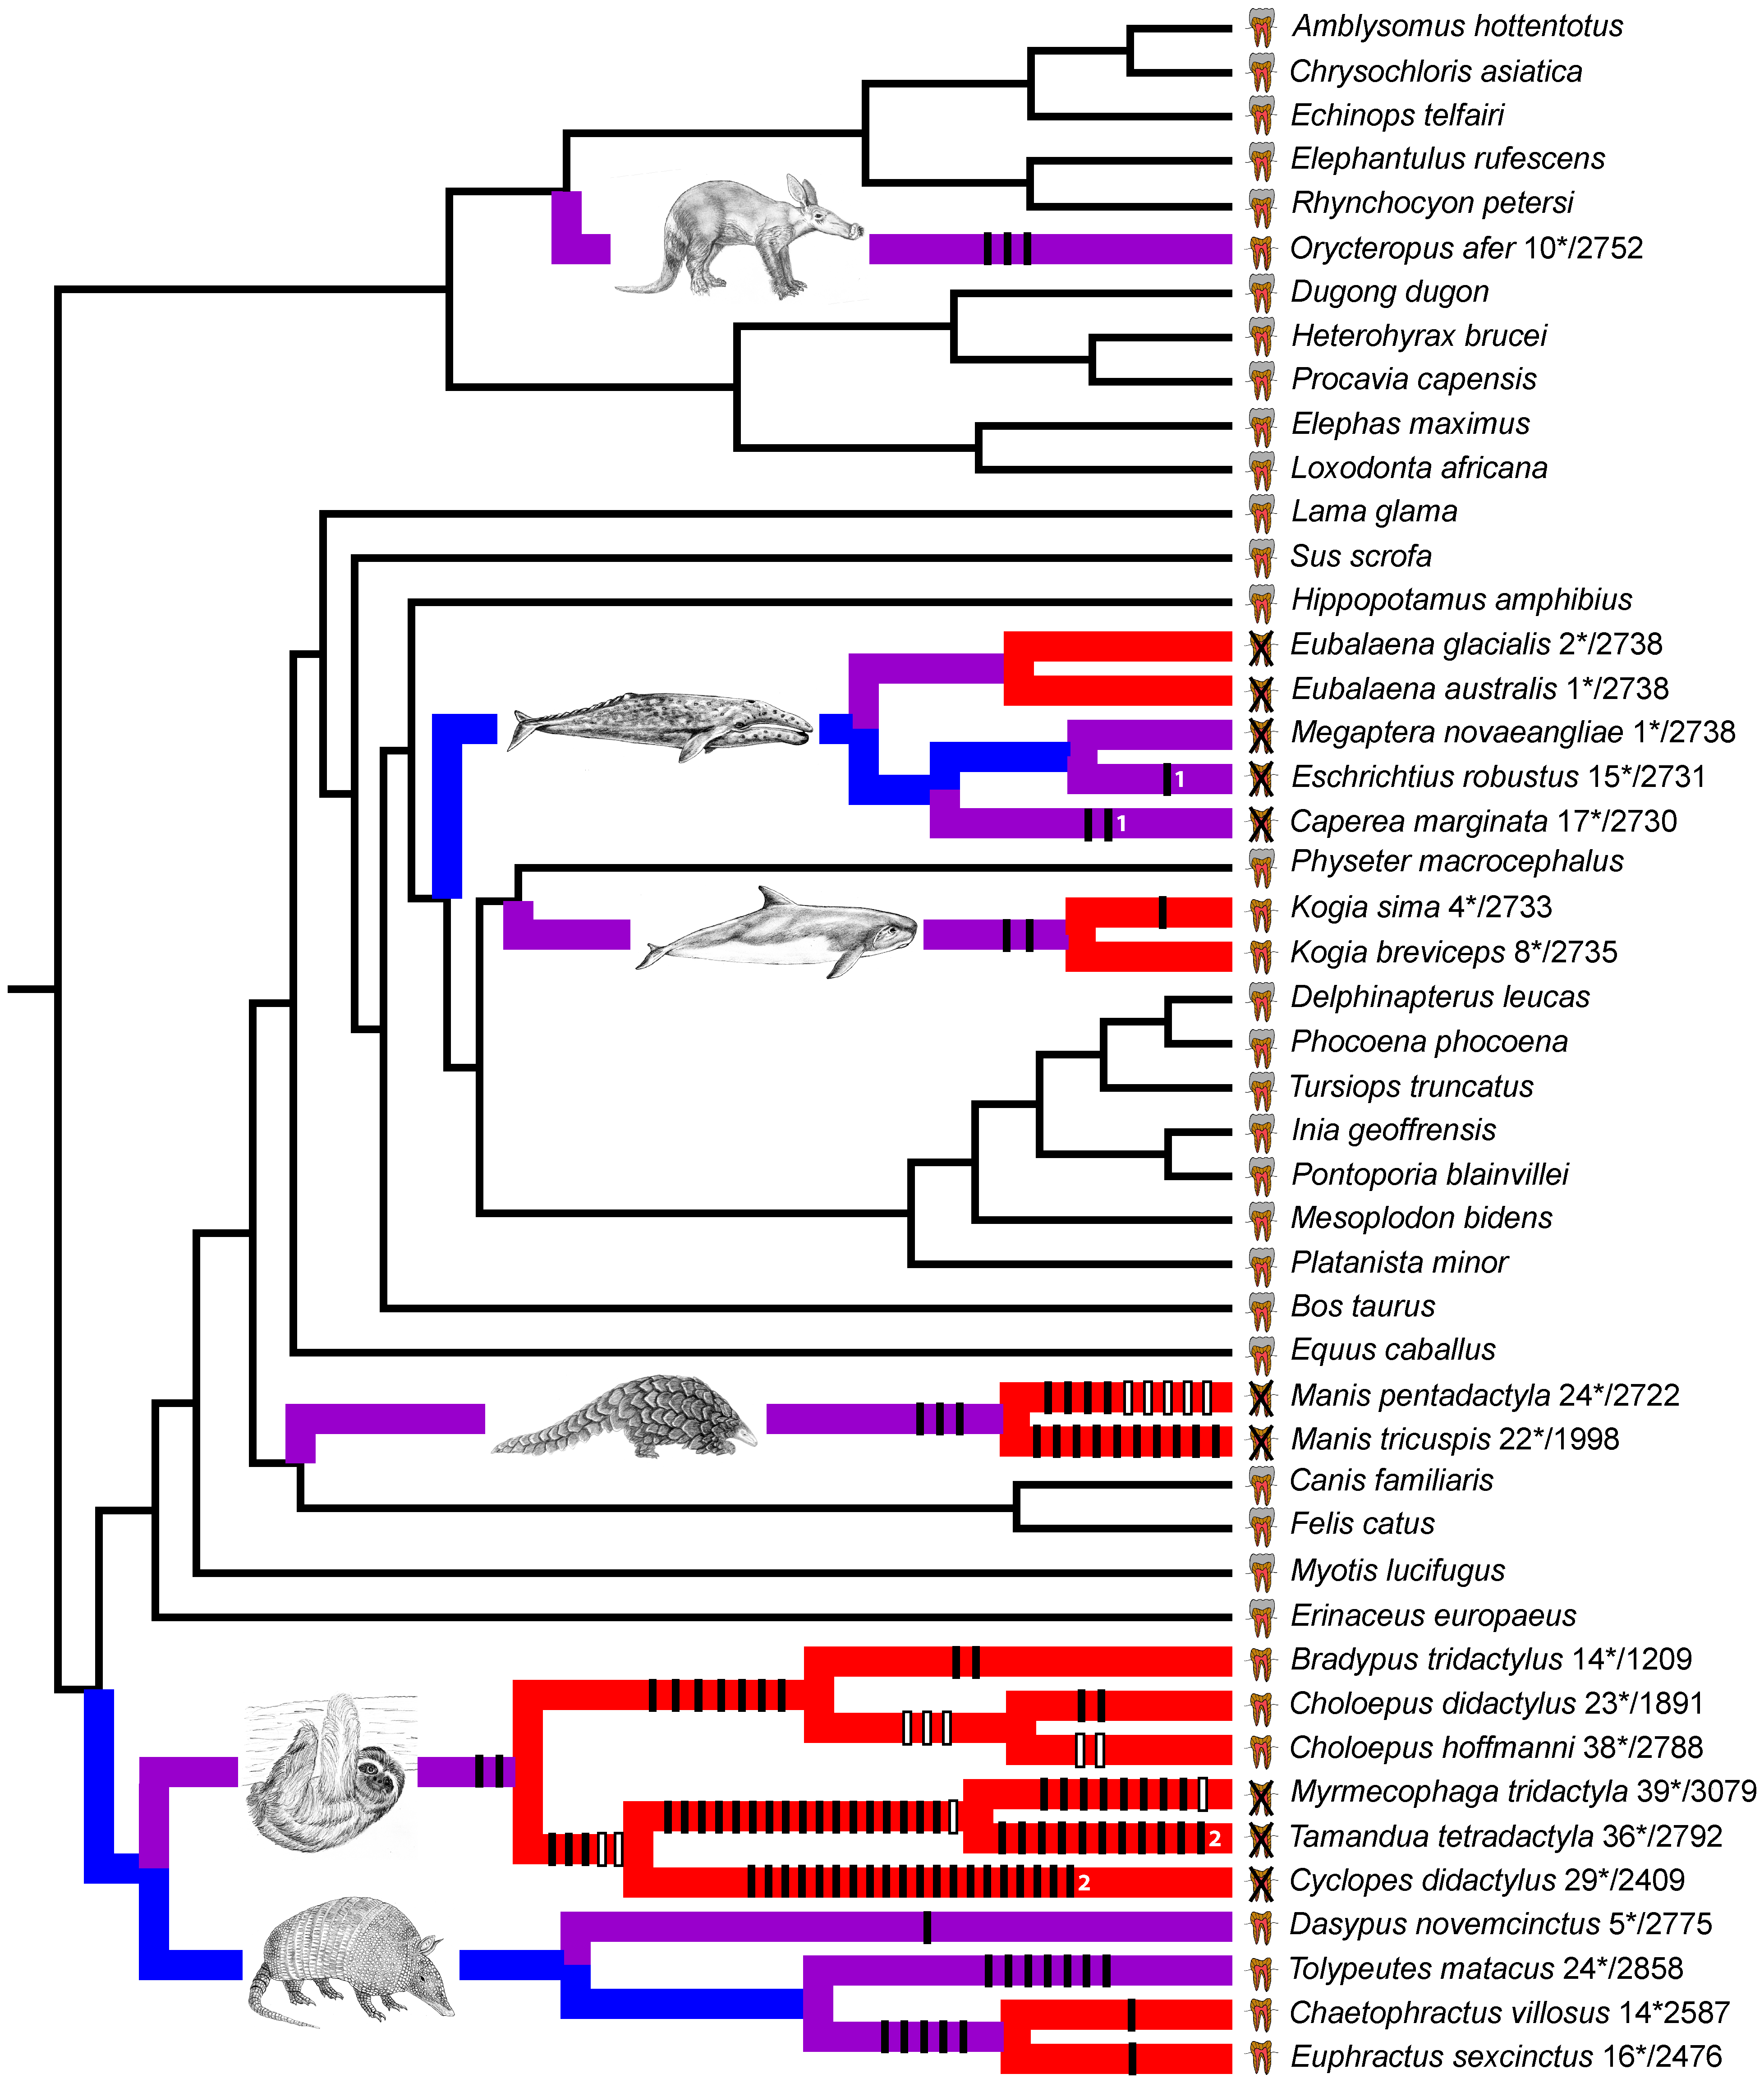 Amblysomus hottentotus
Chrysochloris asiatica
Echinops telfairi
Elephantulus rufescens
Rhynchocyon petersi
Orycteropus afer 10*/2752
Dugong dugon
Heterohyrax brucei
Procavia capensis
Elephas maximus
Loxodonta africana
Lama glama
Sus scrofa
Hippopotamus amphibius
Eubalaena glacialis 2*/2738
Eubalaena australis 1*/2738
Megaptera novaeangliae 1*/2738
1 Eschrichtius robustus 15*/2731
1 Caperea marginata 17*/2730
Physeter macrocephalus
Kogia sima 4*/2733
Kogia breviceps 8*/2735
Delphinapterus leucas
Phocoena phocoena
Tursiops truncatus
Inia geoffrensis
Pontoporia blainvillei
Mesoplodon bidens
Platanista minor
Bos taurus
Equus caballus
Manis pentadactyla 24*/2722
Manis tricuspis 22*/1998
Canis familiaris
Felis catus
Myotis lucifugus
Erinaceus europaeus
Bradypus tridactylus 14*/1209
Choloepus didactylus 23*/1891
Choloepus hoffmanni 38*/2788
Myrmecophaga tridactyla 39*/3079
2 Tamandua tetradactyla 36*/2792
2 Cyclopes didactylus 29*/2409
Dasypus novemcinctus 5*/2775
Tolypeutes matacus 24*/2858
Chaetophractus villosus 14*2587
Euphractus sexcinctus 16*/2476